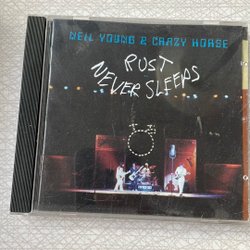 NEIL YOUNG & CRAZY HORSE
RUST
NEVER SLEEPS